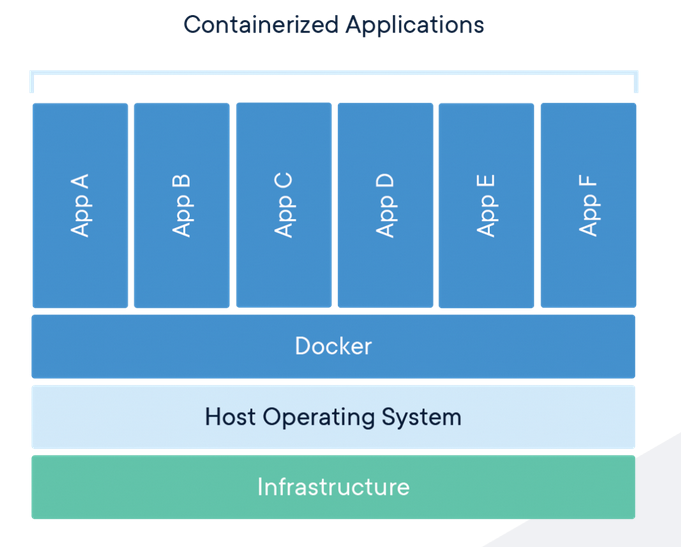 Containerized Applications
App A
App B
App C
App D
App E
App F
Docker
Host Operating System
Infrastructure